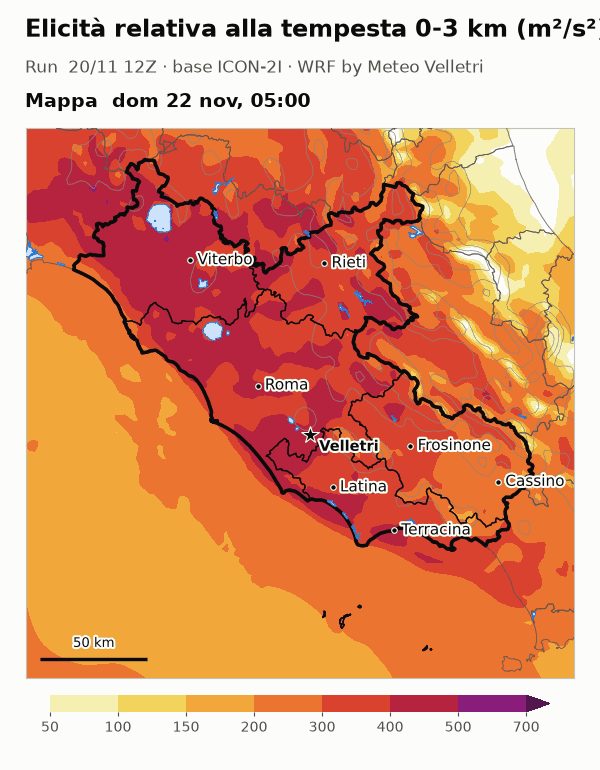 Elicità relativa alla tempesta 0-3 km (m²/s²)
Run  20/11 12Z · base ICON-2I · WRF by Meteo Velletri
Mappa  dom 22 nov, 05:00
Viterbo
Rieti
Roma
Velletri
Frosinone
Cassino
Latina
Terracina
50 km
50 100 150 200 300 400 500 700